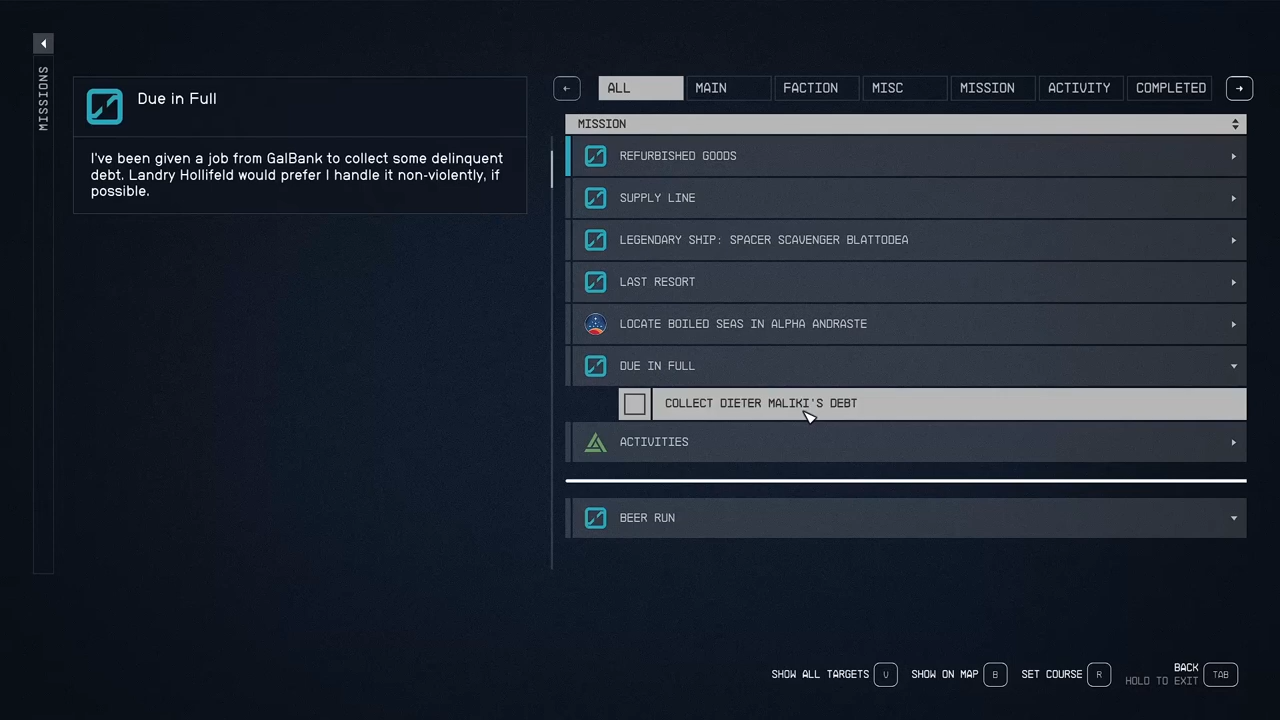 MISSIONS
Due in Full
I've been given a job from GalBank to collect some delinquent
debt. Landry Hollifeld would prefer I handle it non-violently, if
possible.
ALL
MAIN
FACTION
MISC
MISSION
ACTIVITY
COMPLETED
MISSION
REFURBISHED GOODS
SUPPLY LINE
LEGENDARY SHIP: SPACER SCAVENGER BLATTODEA
LAST RESORT
LOCATE BOILED SEAS IN ALPHA ANDRASTE
DUE IN FULL
COLLECT DIETER MALIKI'S DEBT
ACTIVITIES
BEER RUN
SHOW ALL TARGETS V
SHOW ON MAP B
SET COURSE R
BACK
HOLD TO EXIT
TAB